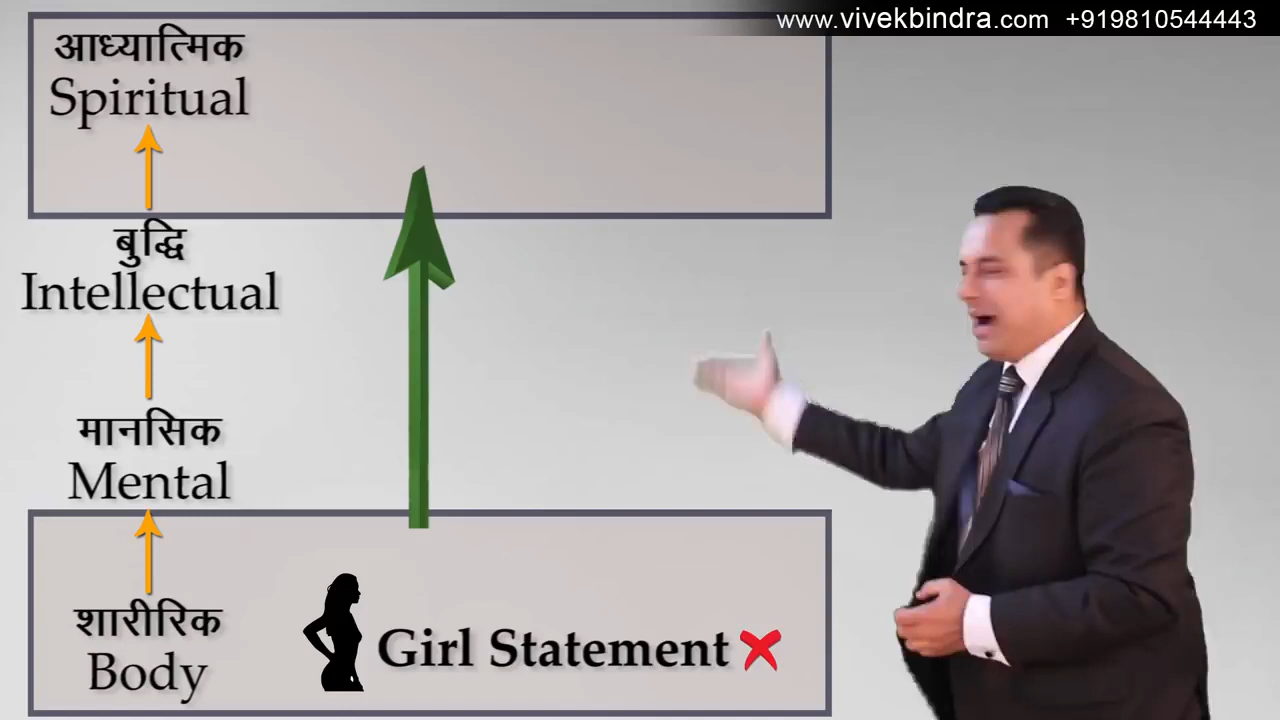 www.vivekbindra.com +919810544443
आध्यात्मिक
Spiritual
बुद्धि
Intellectual
मानसिक
Mental
शारीरिक
Body
Girl Statement